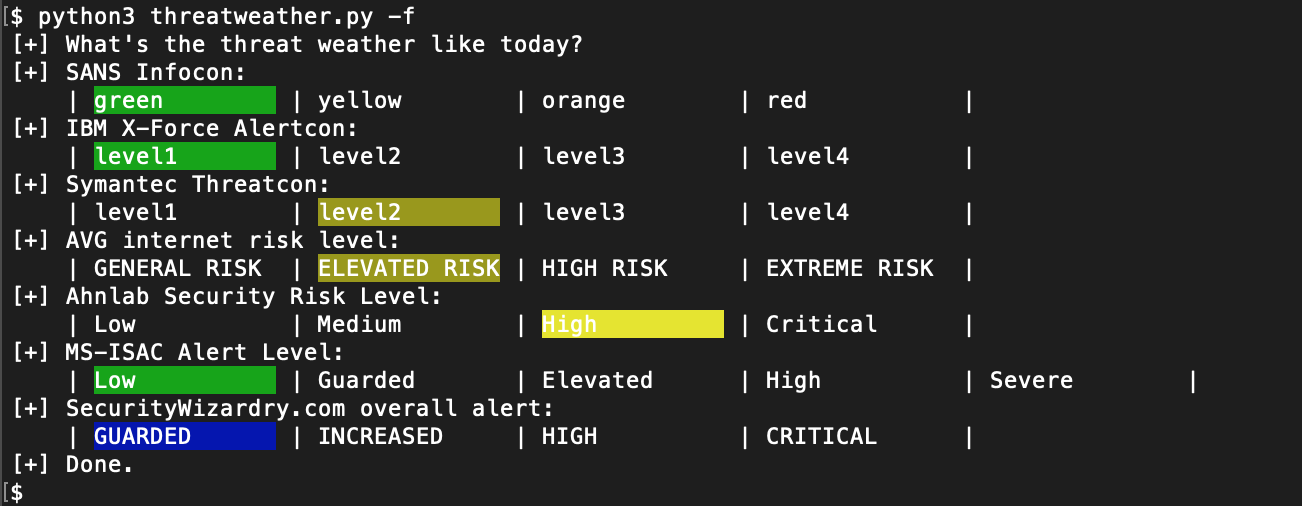 [$ python3 threatweather.py -f
[+] What's the threat weather like today?
[+] SANS Infocon:
| green | yellow | orange | red |
[+] IBM X-Force Alertcon:
| level1 | level2 | level3 | level4 |
[+] Symantec Threatcon:
| level1 | level2 | level3 | level4 |
[+] AVG internet risk level:
| GENERAL RISK | ELEVATED RISK | HIGH RISK | EXTREME RISK |
[+] Ahnlab Security Risk Level:
| Low | Medium | High | Critical |
[+] MS-ISAC Alert Level:
| Low | Guarded | Elevated | High | Severe |
[+] SecurityWizardry.com overall alert:
| GUARDED | INCREASED | HIGH | CRITICAL |
[+] Done.
[$